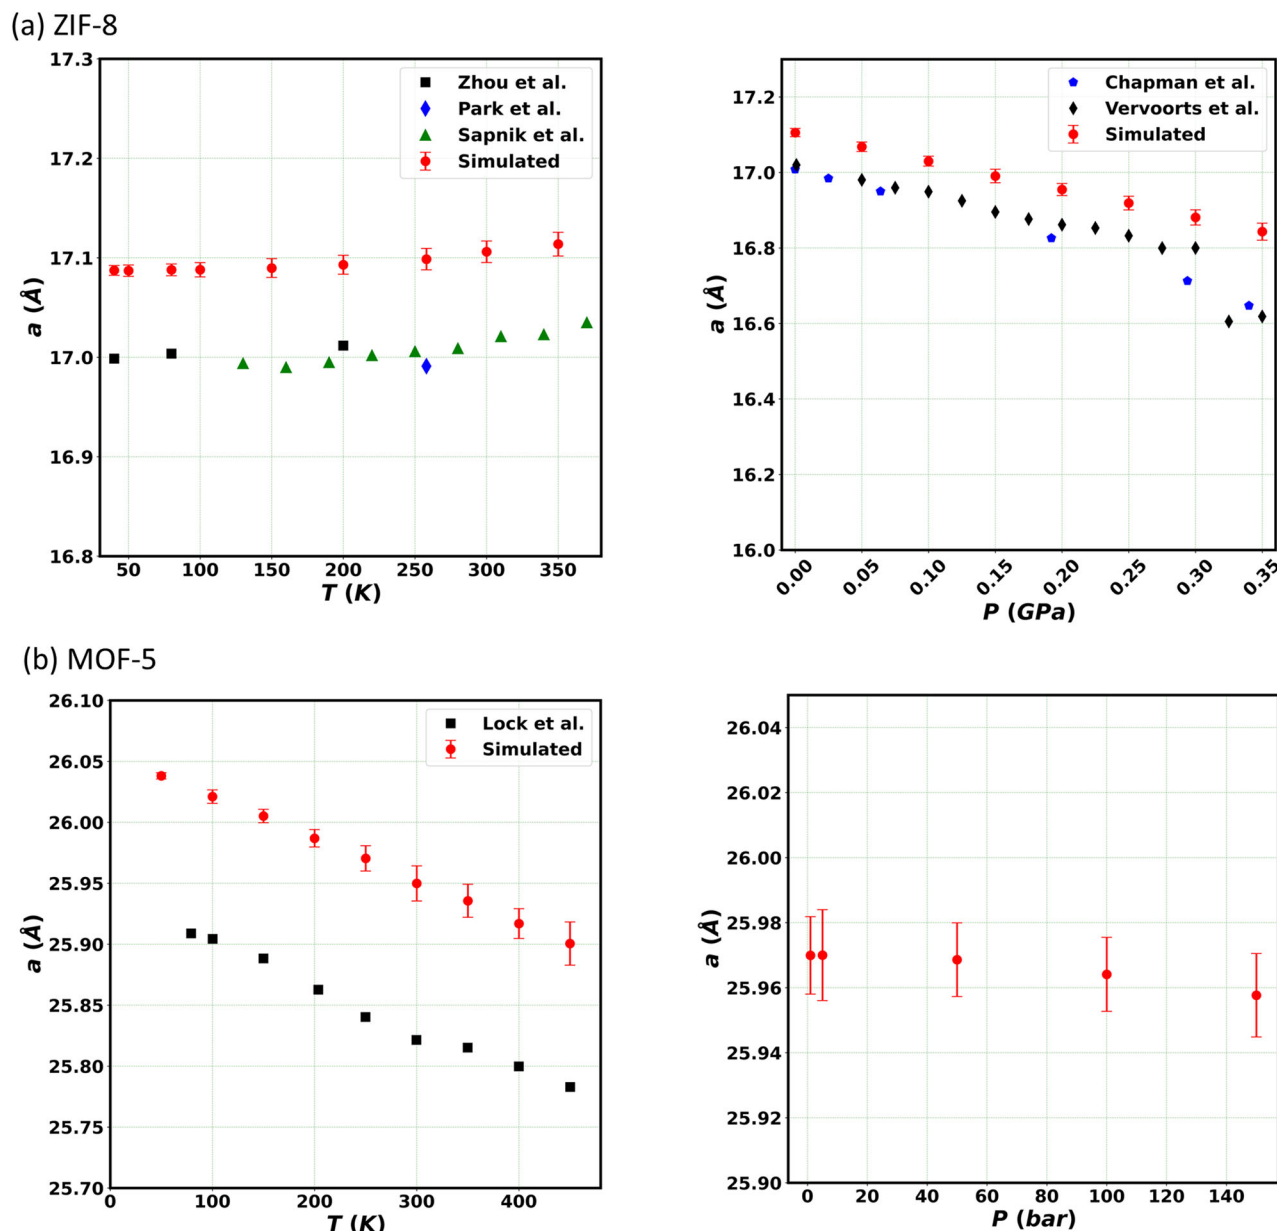 (a) ZIF-8
17.3
17.2
17.1
17.0
16.9
16.8
a (Å)
50 100 150 200 250 300 350
T (K)
Zhou et al.
Park et al.
Sapnik et al.
Simulated
17.2
17.0
16.8
16.6
16.4
16.2
16.0
a (Å)
0.00 0.05 0.10 0.15 0.20 0.25 0.30 0.35
P (GPa)
Chapman et al.
Vervoorts et al.
Simulated
(b) MOF-5
26.10
26.05
26.00
25.95
25.90
25.85
25.80
25.75
25.70
a (Å)
0 100 200 300 400
T (K)
Lock et al.
Simulated
26.04
26.02
26.00
25.98
25.96
25.94
25.92
25.90
a (Å)
0 20 40 60 80 100 120 140
P (bar)